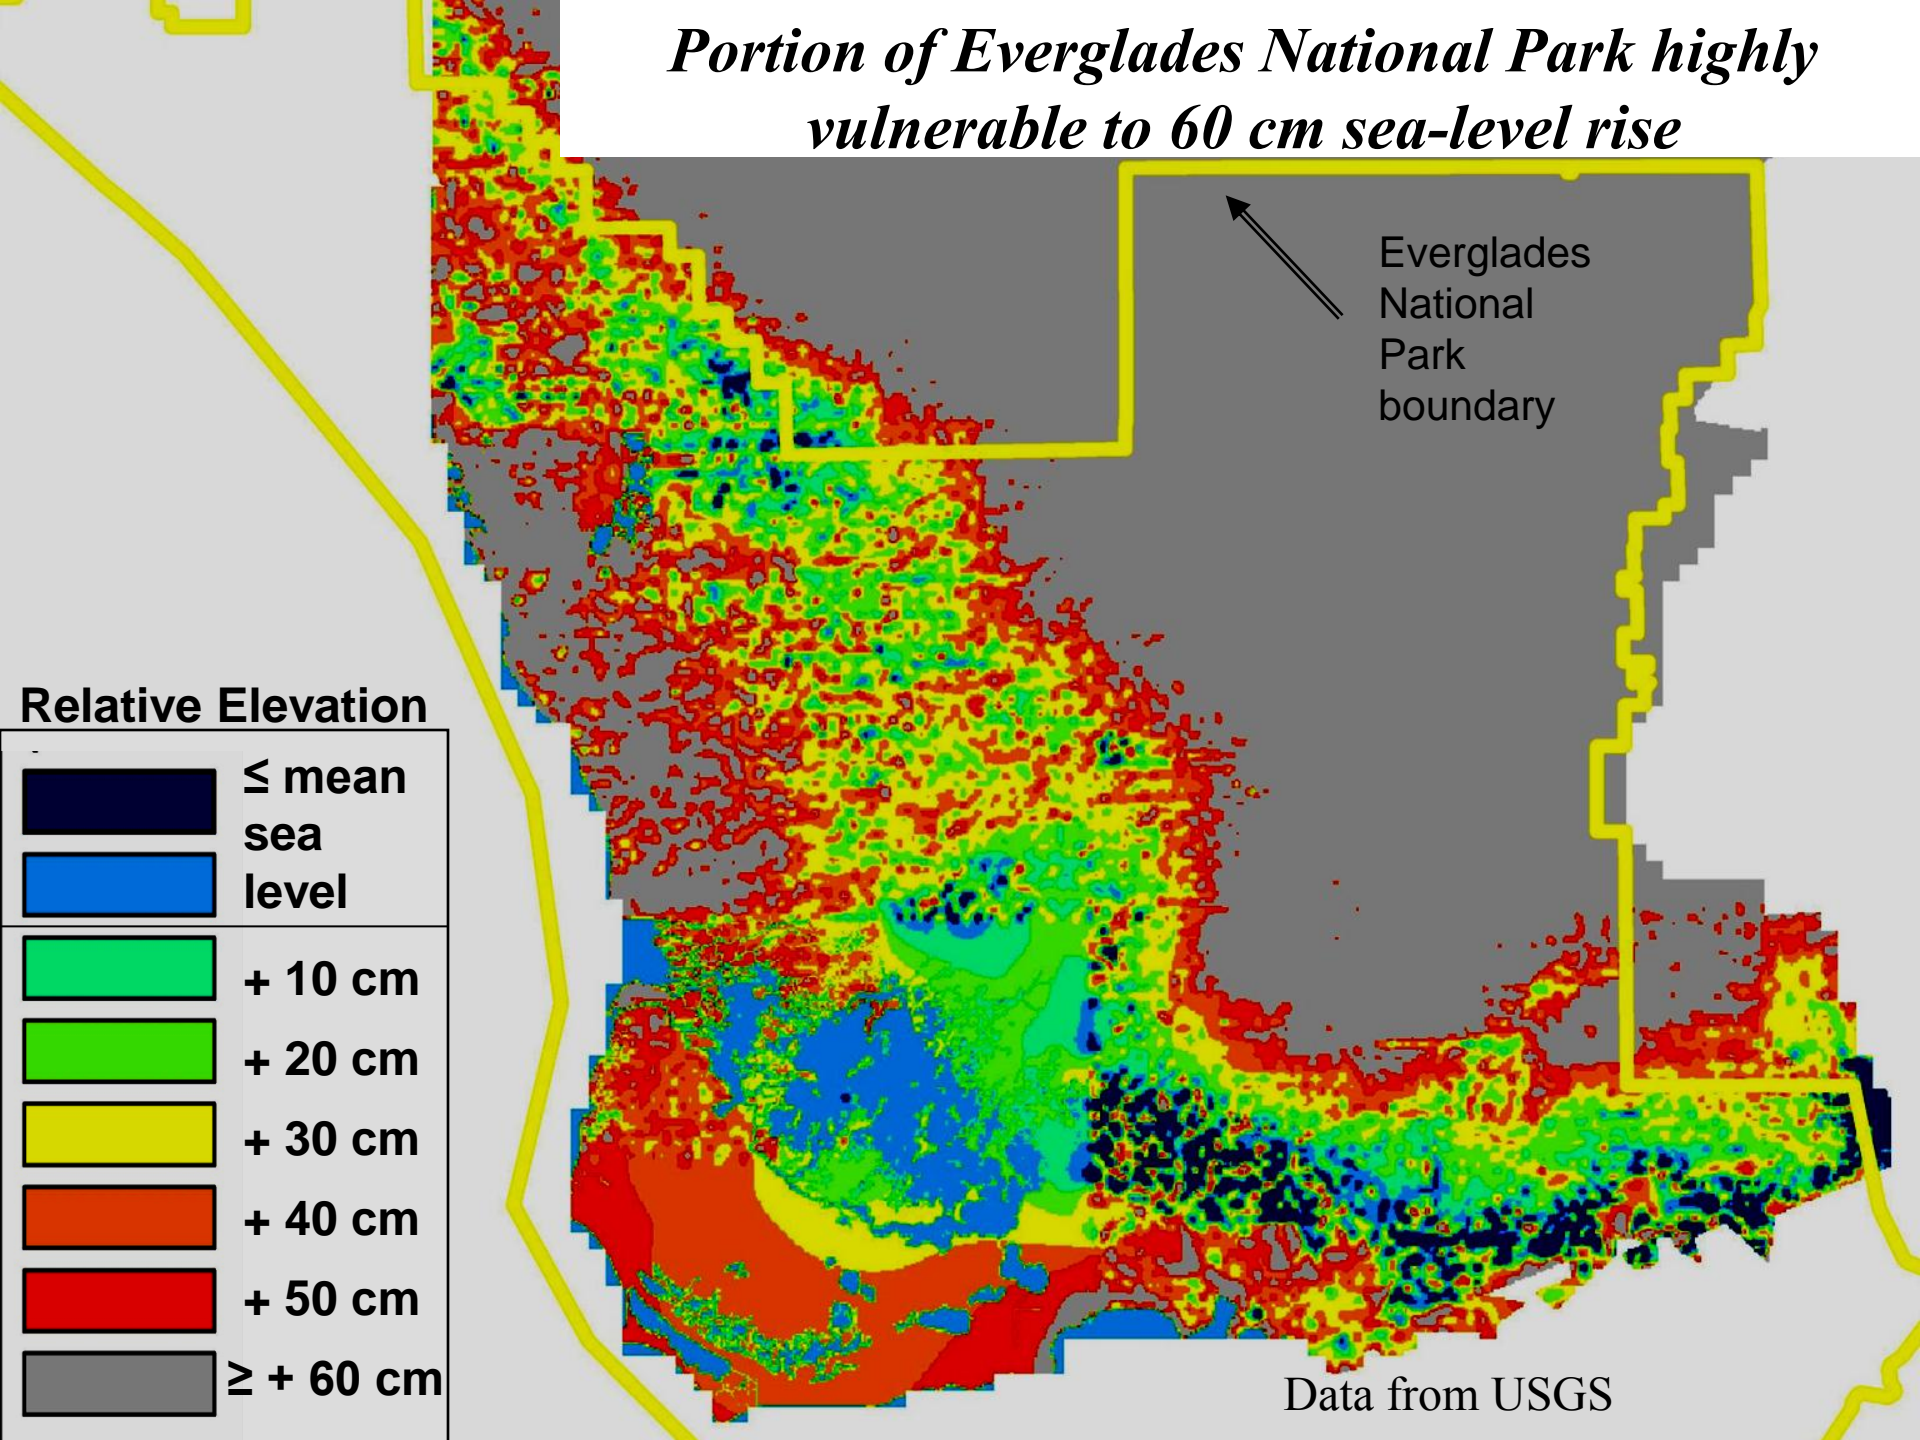 Portion of Everglades National Park highly
vulnerable to 60 cm sea-level rise
Everglades
National
Park
boundary
Relative Elevation
≤ mean
sea
level
+ 10 cm
+ 20 cm
+ 30 cm
+ 40 cm
+ 50 cm
≥ + 60 cm
Data from USGS